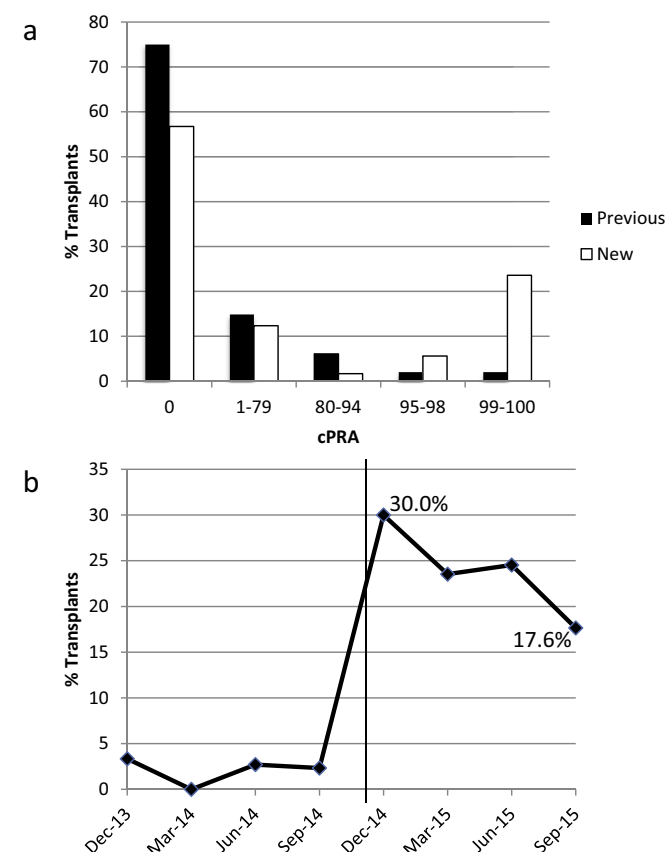 a
80
70
60
50
40
30
20
10
0
% Transplants
0 1-79 80-94 95-98 99-100
cPRA
Previous
New
b
35
30
25
20
15
10
5
0
% Transplants
30.0%
17.6%
Dec-13 Mar-14 Jun-14 Sep-14 Dec-14 Mar-15 Jun-15 Sep-15